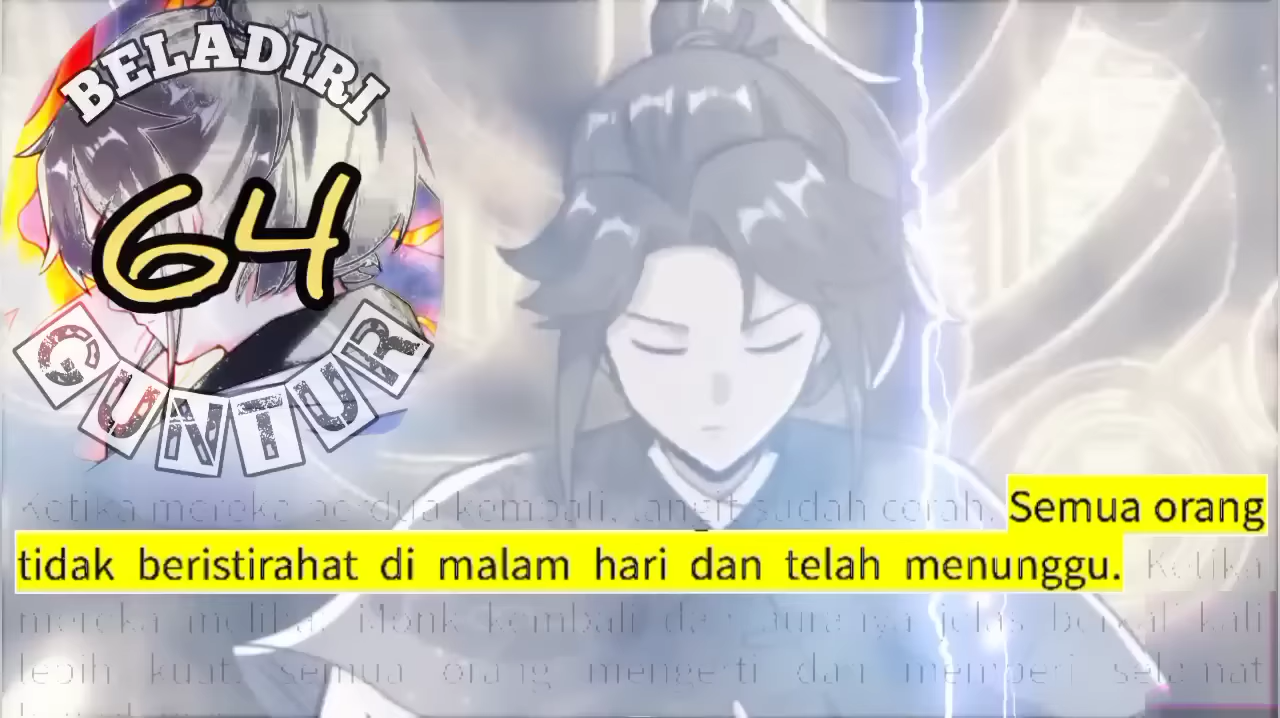 BELADIRI
64
GUNTUR
Ketika mereka berdua kembali, langit sudah cerah. Semua orang
tidak beristirahat di malam hari dan telah menunggu. Ketika
mereka melihat Monk kembali dan auranya jelas berkali kali
lebih kuat, semua orang mengerti dan memberi selamat